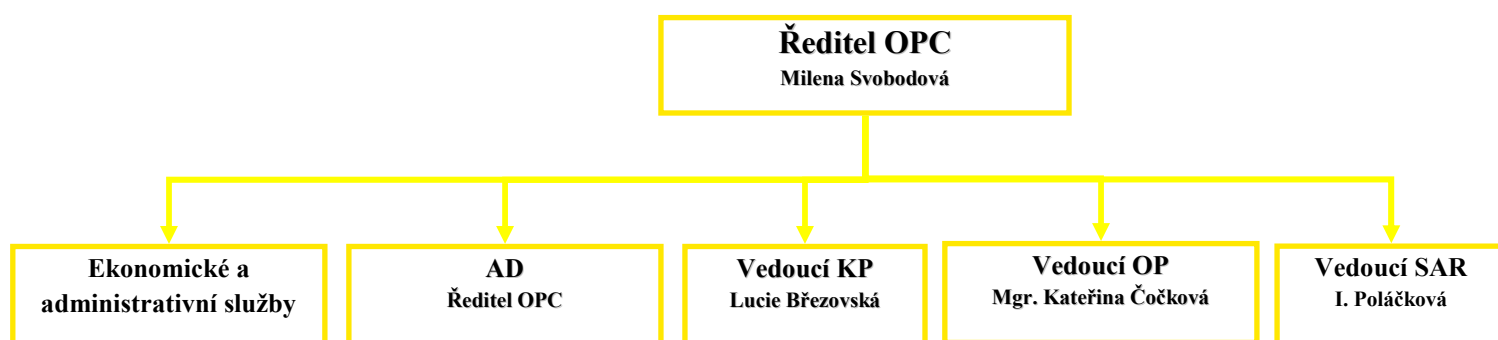 Ředitel OPC
Milena Svobodová
Ekonomické a
administrativní služby
AD
Ředitel OPC
Vedoucí KP
Lucie Březovská
Vedoucí OP
Mgr. Kateřina Čočková
Vedoucí SAR
I. Poláčková